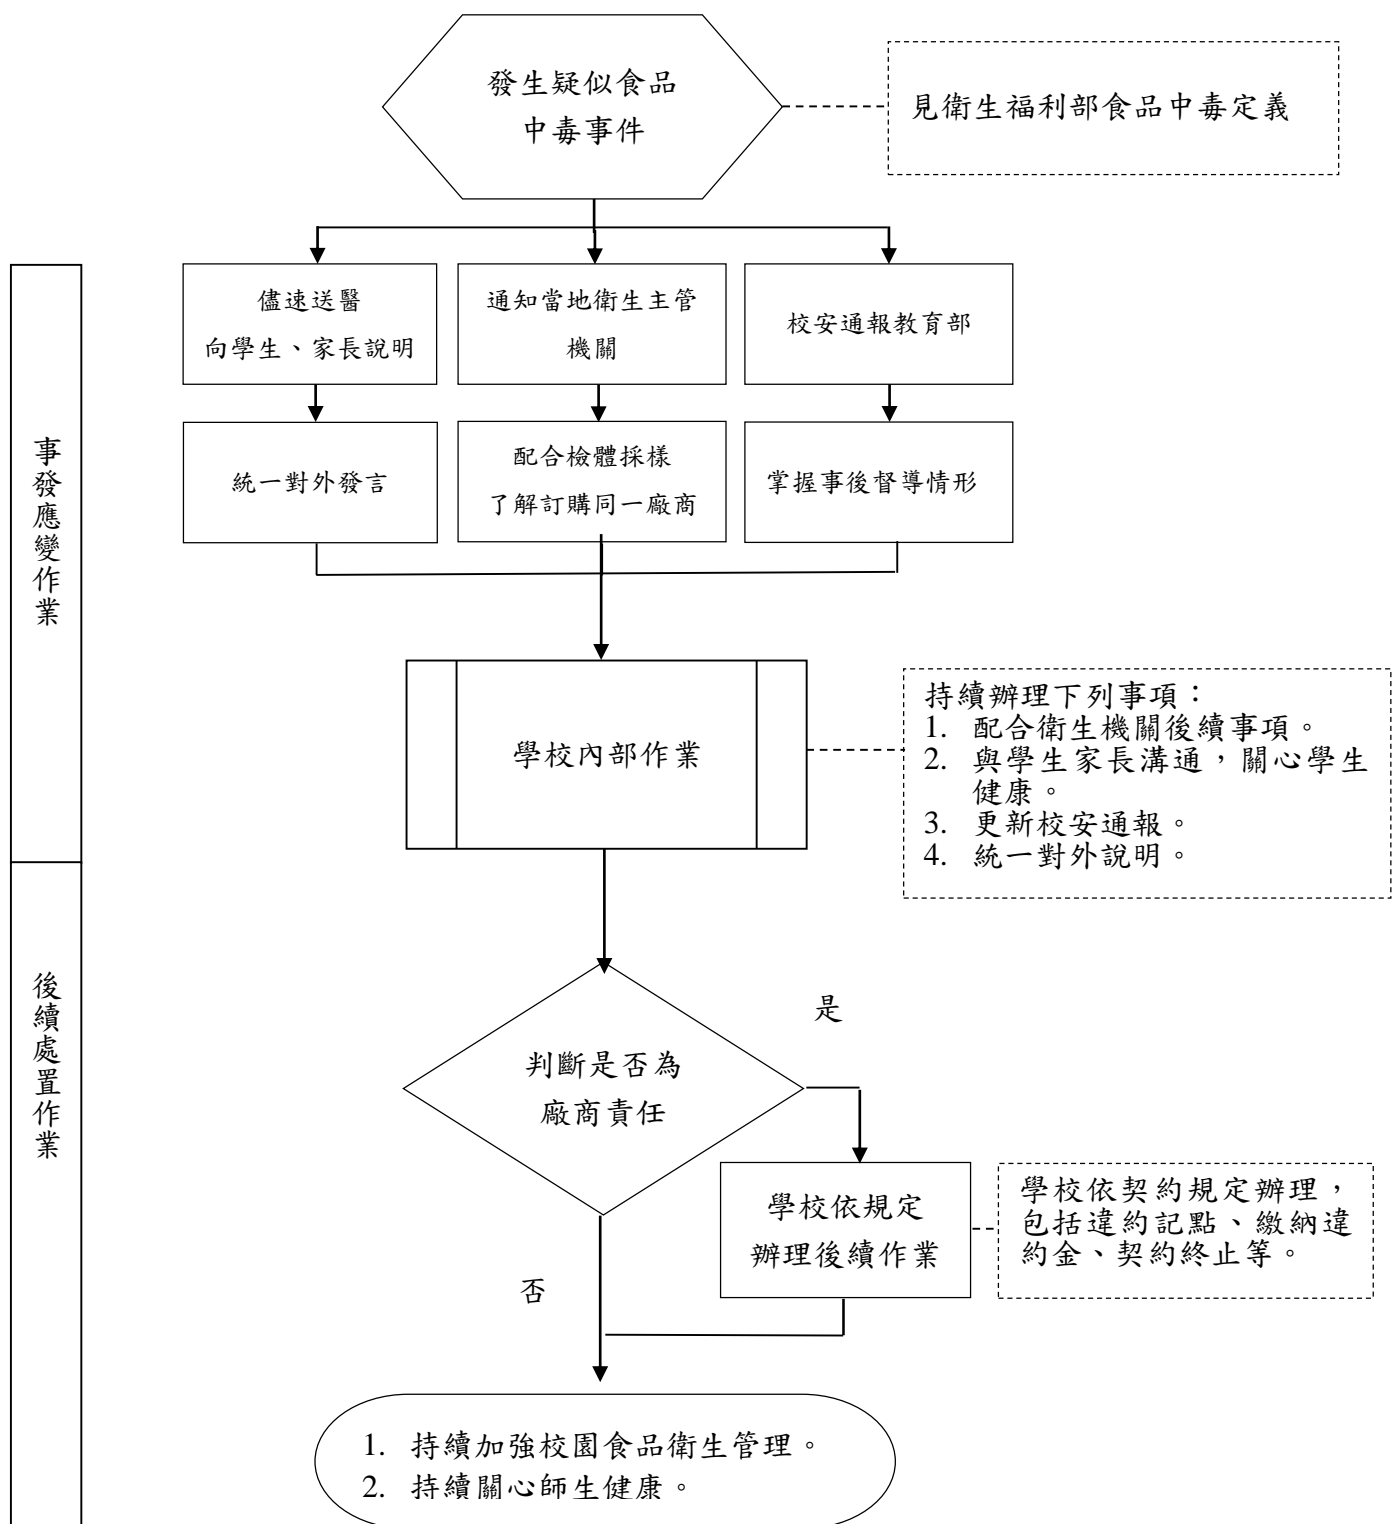 發生疑似食品
中毒事件
見衛生福利部食品中毒定義
事發應變作業
儘速送醫
向學生、家長說明
通知當地衛生主管
機關
校安通報教育部
統一對外發言
配合檢體採樣
了解訂購同一廠商
掌握事後督導情形
學校內部作業
持續辦理下列事項：
1. 配合衛生機關後續事項。
2. 與學生家長溝通，關心學生
健康。
3. 更新校安通報。
4. 統一對外說明。
後續處置作業
是
判斷是否為
廠商責任
學校依規定
辦理後續作業
學校依契約規定辦理，
包括違約記點、繳納違
約金、契約終止等。
否
1. 持續加強校園食品衛生管理。
2. 持續關心師生健康。